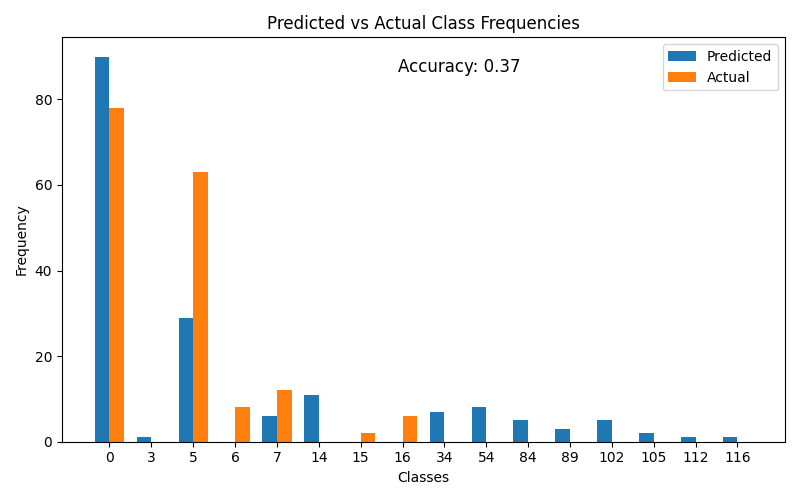 Predicted vs Actual Class Frequencies
Accuracy: 0.37
Predicted
Actual
Frequency
80
60
40
20
0
0 3 5 6 7 14 15 16 34 54 84 89 102 105 112 116
Classes